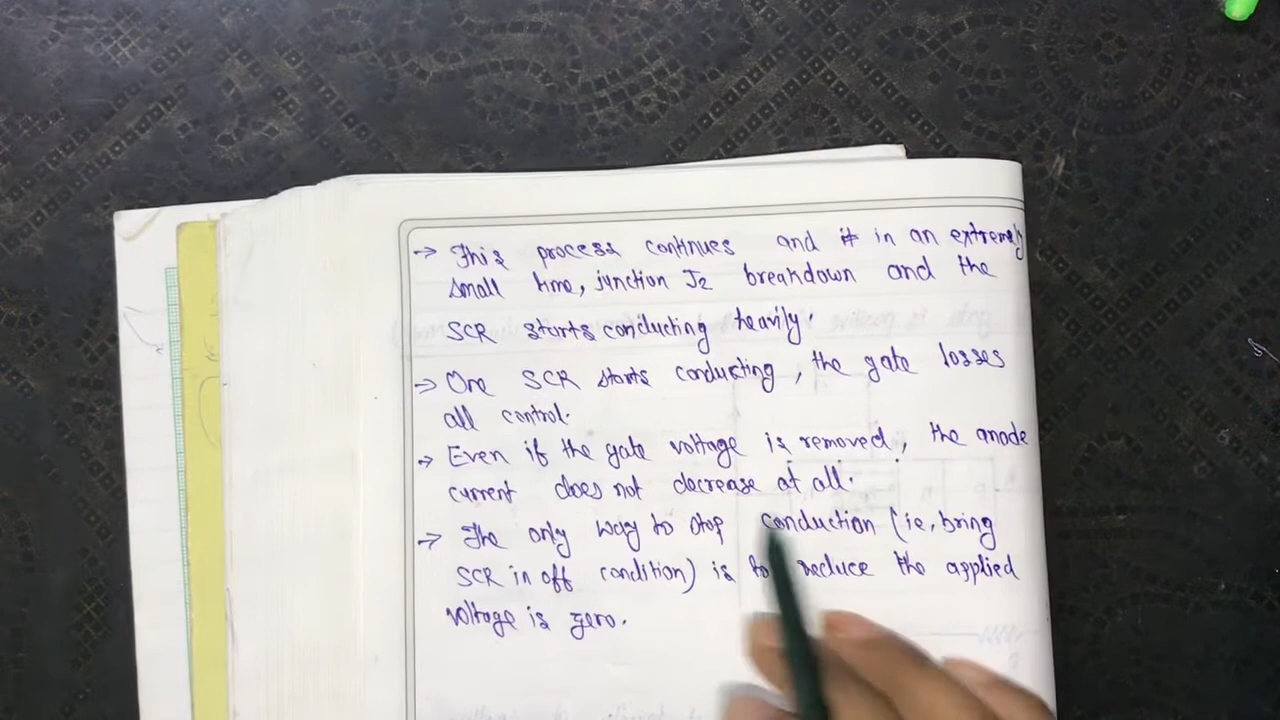 → This process continues and it in an extremely
small time, junction J2 breakdown and the
SCR starts conducting heavily.
→ One SCR starts conducting, the gate losses
all control.
→ Even if the gate voltage is removed, the anode
current does not decrease at all.
→ The only way to stop conduction (ie, bring
SCR in off condition) is to reduce the applied
voltage is zero.